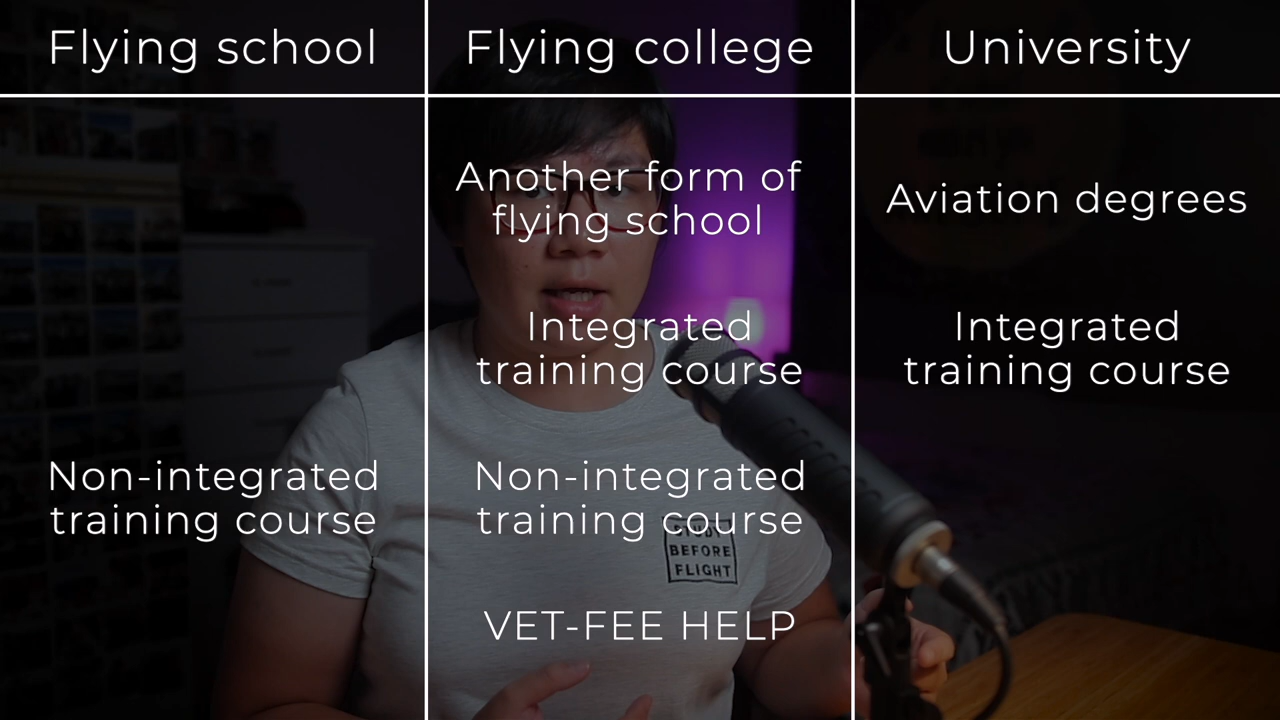 Flying school
Flying college
University
Another form of
flying school
Aviation degrees
Integrated
training course
Integrated
training course
Non-integrated
training course
Non-integrated
training course
STUDY
BEFORE
FLIGHT
VET-FEE HELP